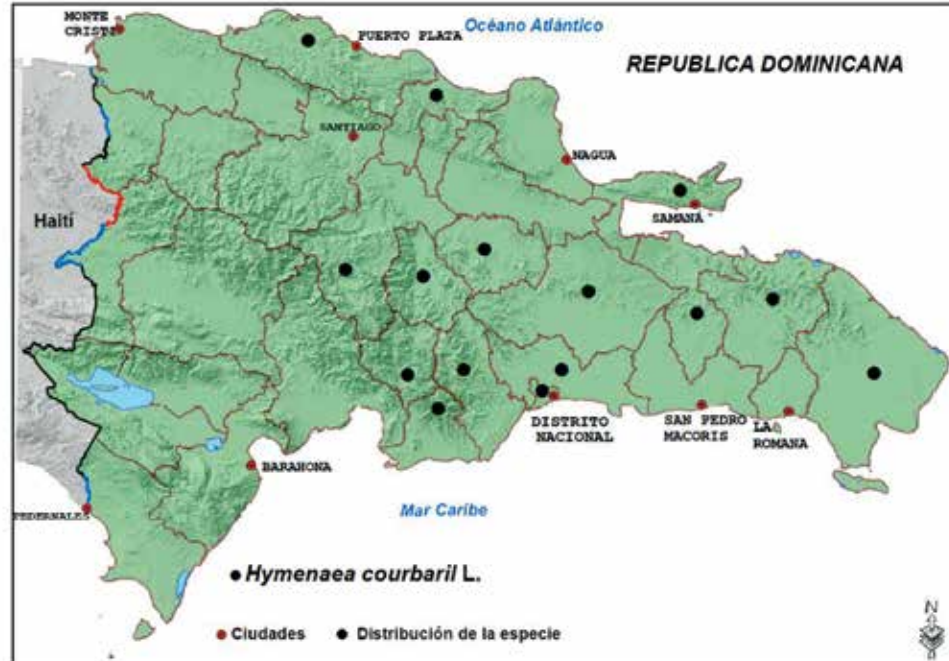 MONTE
CRISTI
Océano Atlántico
PUERTO PLATA
REPUBLICA DOMINICANA
SANTIAGO
NAGUA
Haití
SAMANÁ
DISTRITO
NACIONAL
SAN PEDRO
MACORIS
LA
ROMANA
BARAHONA
PEDERNALES
Mar Caribe
Hymenaea courbaril L.
Ciudades
Distribución de la especie
N